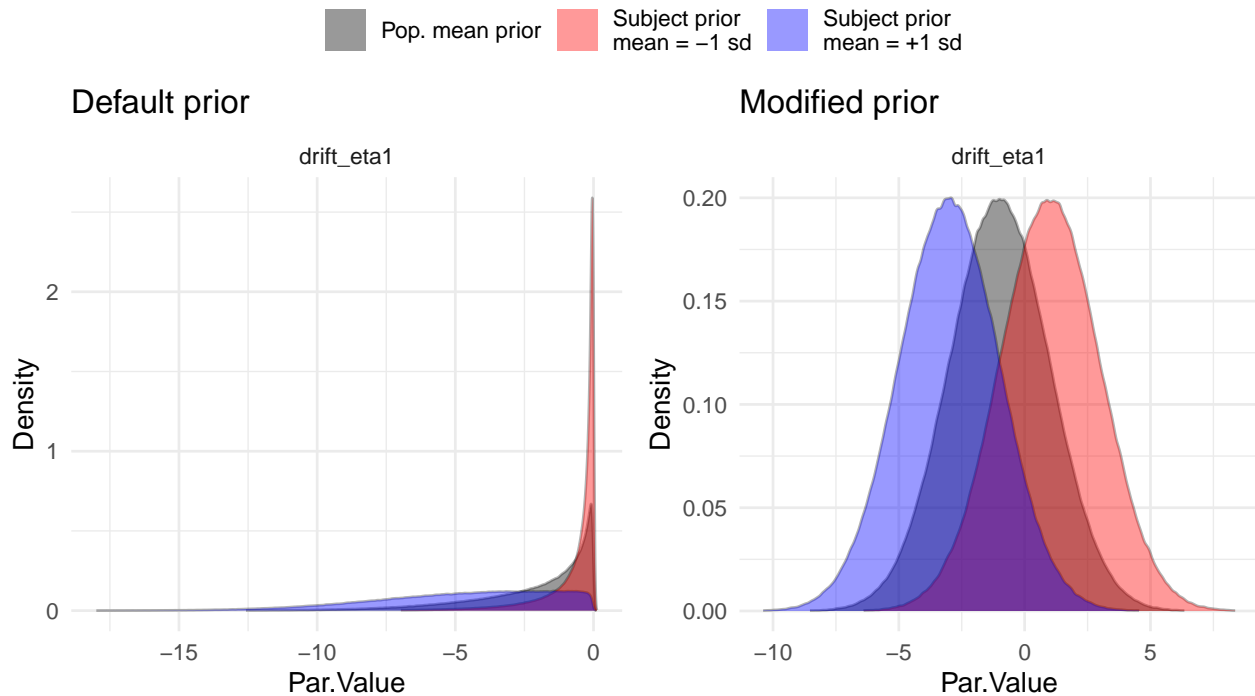 Pop. mean prior
Subject prior
mean = −1 sd
Subject prior
mean = +1 sd
Default prior
Modified prior
drift_eta1
drift_eta1
Density
2
1
0
−15
−10
−5
0
Par.Value
Density
0.20
0.15
0.10
0.05
0.00
−10
−5
0
5
Par.Value